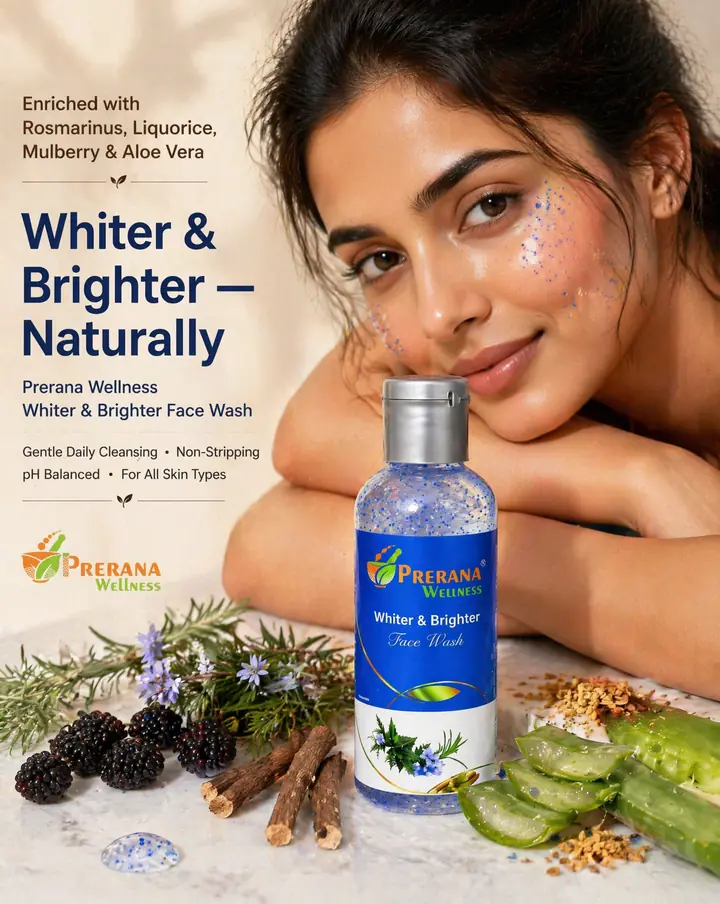 Enriched with
Rosmarinus, Liquorice,
Mulberry & Aloe Vera
Whiter &
Brighter —
Naturally
Prerana Wellness
Whiter & Brighter Face Wash
Gentle Daily Cleansing • Non-Stripping
pH Balanced • For All Skin Types
PRERANA
WELLNESS
PRERANA®
WELLNESS
Whiter & Brighter
Face Wash